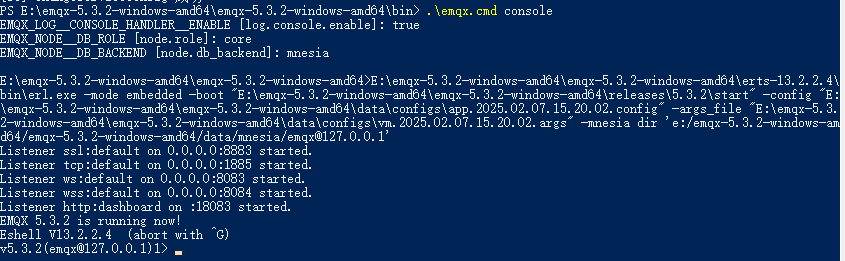 PS E:\emqx-5.3.2-windows-amd64\emqx-5.3.2-windows-amd64\bin> .\emqx.cmd console
EMQX_LOG__CONSOLE_HANDLER__ENABLE [log.console.enable]: true
EMQX_NODE__DB_ROLE [node.role]: core
EMQX_NODE__DB_BACKEND [node.db_backend]: mnesia
E:\emqx-5.3.2-windows-amd64\emqx-5.3.2-windows-amd64>E:\emqx-5.3.2-windows-amd64\emqx-5.3.2-windows-amd64\erts-13.2.2.4\
bin\erl.exe -mode embedded -boot "E:\emqx-5.3.2-windows-amd64\emqx-5.3.2-windows-amd64\releases\5.3.2\start" -config "E:
\emqx-5.3.2-windows-amd64\emqx-5.3.2-windows-amd64\data\configs\app.2025.02.07.15.20.02.config" -args_file "E:\emqx-5.3.
2-windows-amd64\emqx-5.3.2-windows-amd64\data\configs\vm.2025.02.07.15.20.02.args" -mnesia dir 'e:/emqx-5.3.2-windows-am
d64/emqx-5.3.2-windows-amd64/data/mnesia/emqx@127.0.0.1'
Listener ssl:default on 0.0.0.0:8883 started.
Listener tcp:default on 0.0.0.0:1885 started.
Listener ws:default on 0.0.0.0:8083 started.
Listener wss:default on 0.0.0.0:8084 started.
Listener http:dashboard on :18083 started.
EMQX 5.3.2 is running now!
Eshell V13.2.2.4  (abort with ^G)
v5.3.2(emqx@127.0.0.1)1>